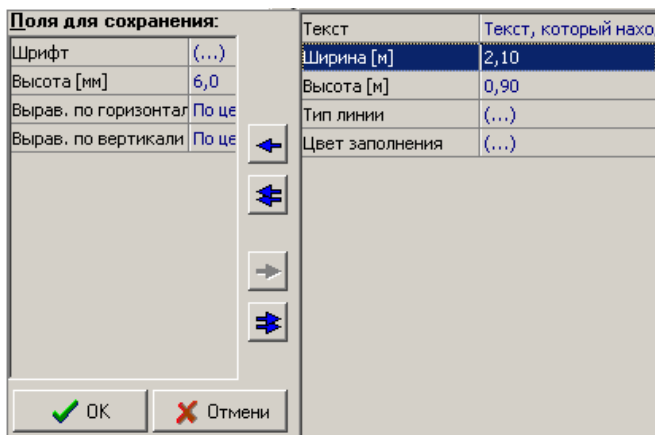 Поля для сохранения:
Шрифт (...)
Высота [мм] 6,0
Вырав. по горизонтал По це
Вырав. по вертикали По це
OK
Отмени
Текст Текст, который нахо
Ширина [м] 2,10
Высота [м] 0,90
Тип линии (...)
Цвет заполнения (...)